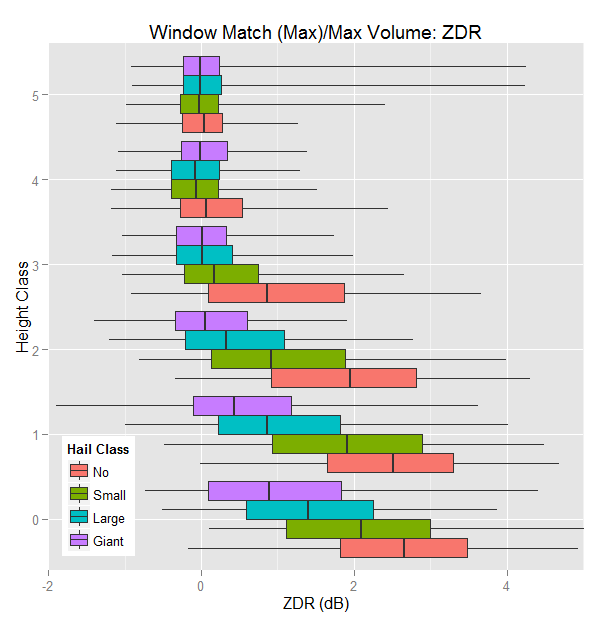 Window Match (Max)/Max Volume: ZDR
Height Class
5
4
3
2
1
0
Hail Class
No
Small
Large
Giant
-2
0
2
4
ZDR (dB)